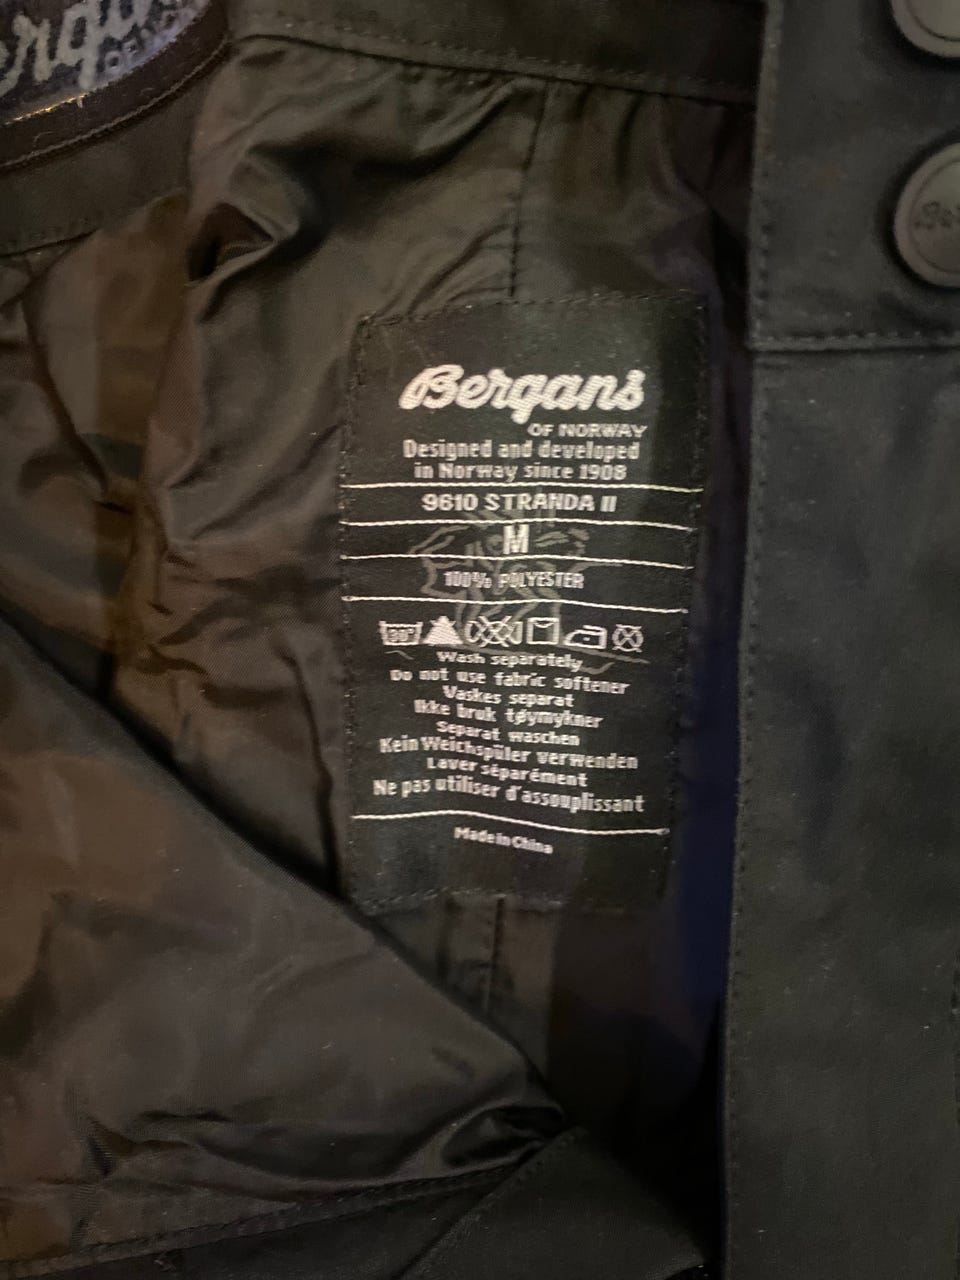 Bergans
OF NORWAY
Designed and developed
in Norway since 1908
9610 STRANDA II
M
100% POLYESTER
30°
Wash separately
Do not use fabric softener
Vaskes separat
Ikke bruk tøymykner
Separat waschen
Kein Weichspüler verwenden
Laver séparément
Ne pas utiliser d'assouplissant
Made in China